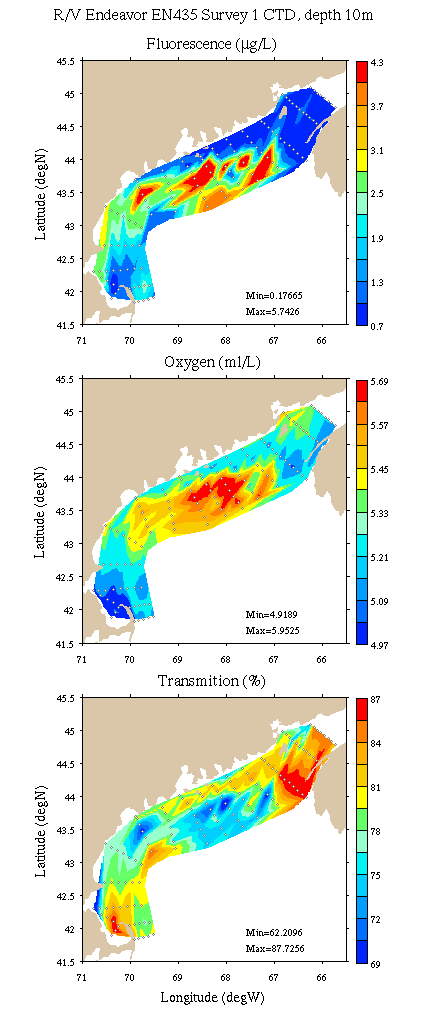 R/V Endeavor EN435 Survey 1 CTD, depth 10m
Fluorescence (µg/L)
45.5
45
44.5
44
43.5
43
42.5
42
41.5
Latitude (degN)
71 70 69 68 67 66
Min=0.17665
Max=5.7426
4.3
3.7
3.1
2.5
1.9
1.3
0.7
Oxygen (ml/L)
45.5
45
44.5
44
43.5
43
42.5
42
41.5
Latitude (degN)
71 70 69 68 67 66
Min=4.9189
Max=5.9525
5.69
5.57
5.45
5.33
5.21
5.09
4.97
Transmition (%)
45.5
45
44.5
44
43.5
43
42.5
42
41.5
Latitude (degN)
71 70 69 68 67 66
Longitude (degW)
Min=62.2096
Max=87.7256
87
84
81
78
75
72
69